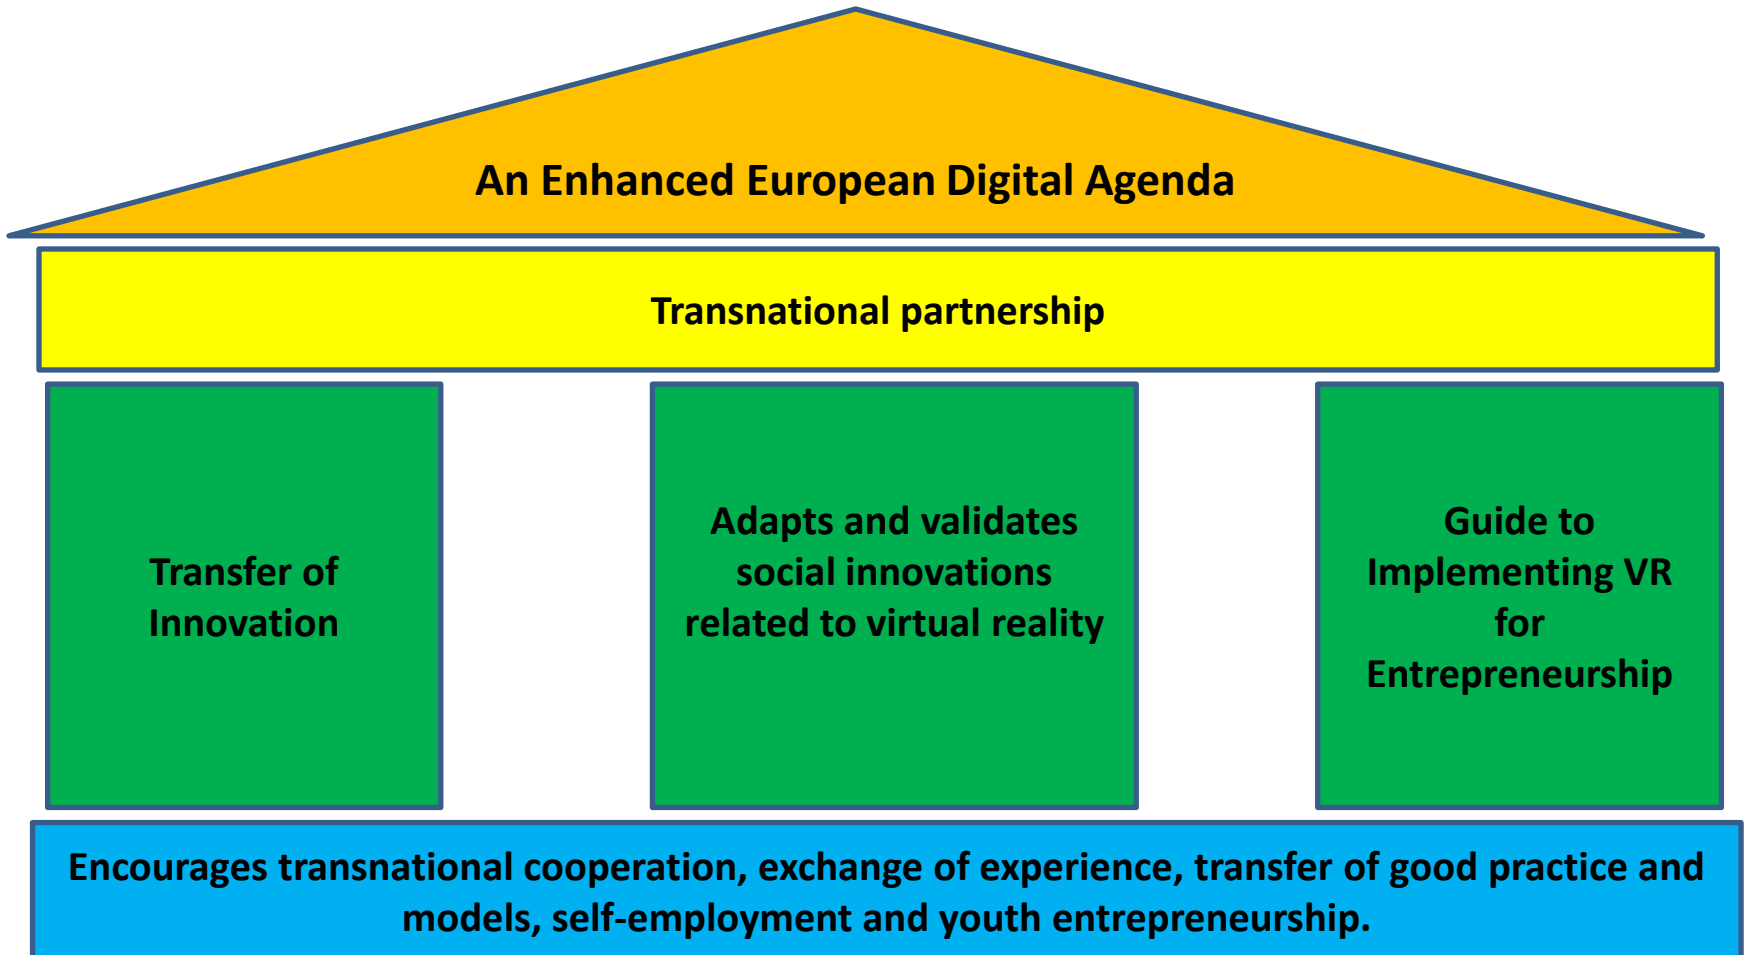 An Enhanced European Digital Agenda
Transnational partnership
Transfer of
Innovation
Adapts and validates
social innovations
related to virtual reality
Guide to
Implementing VR
for
Entrepreneurship
Encourages transnational cooperation, exchange of experience, transfer of good practice and
models, self-employment and youth entrepreneurship.